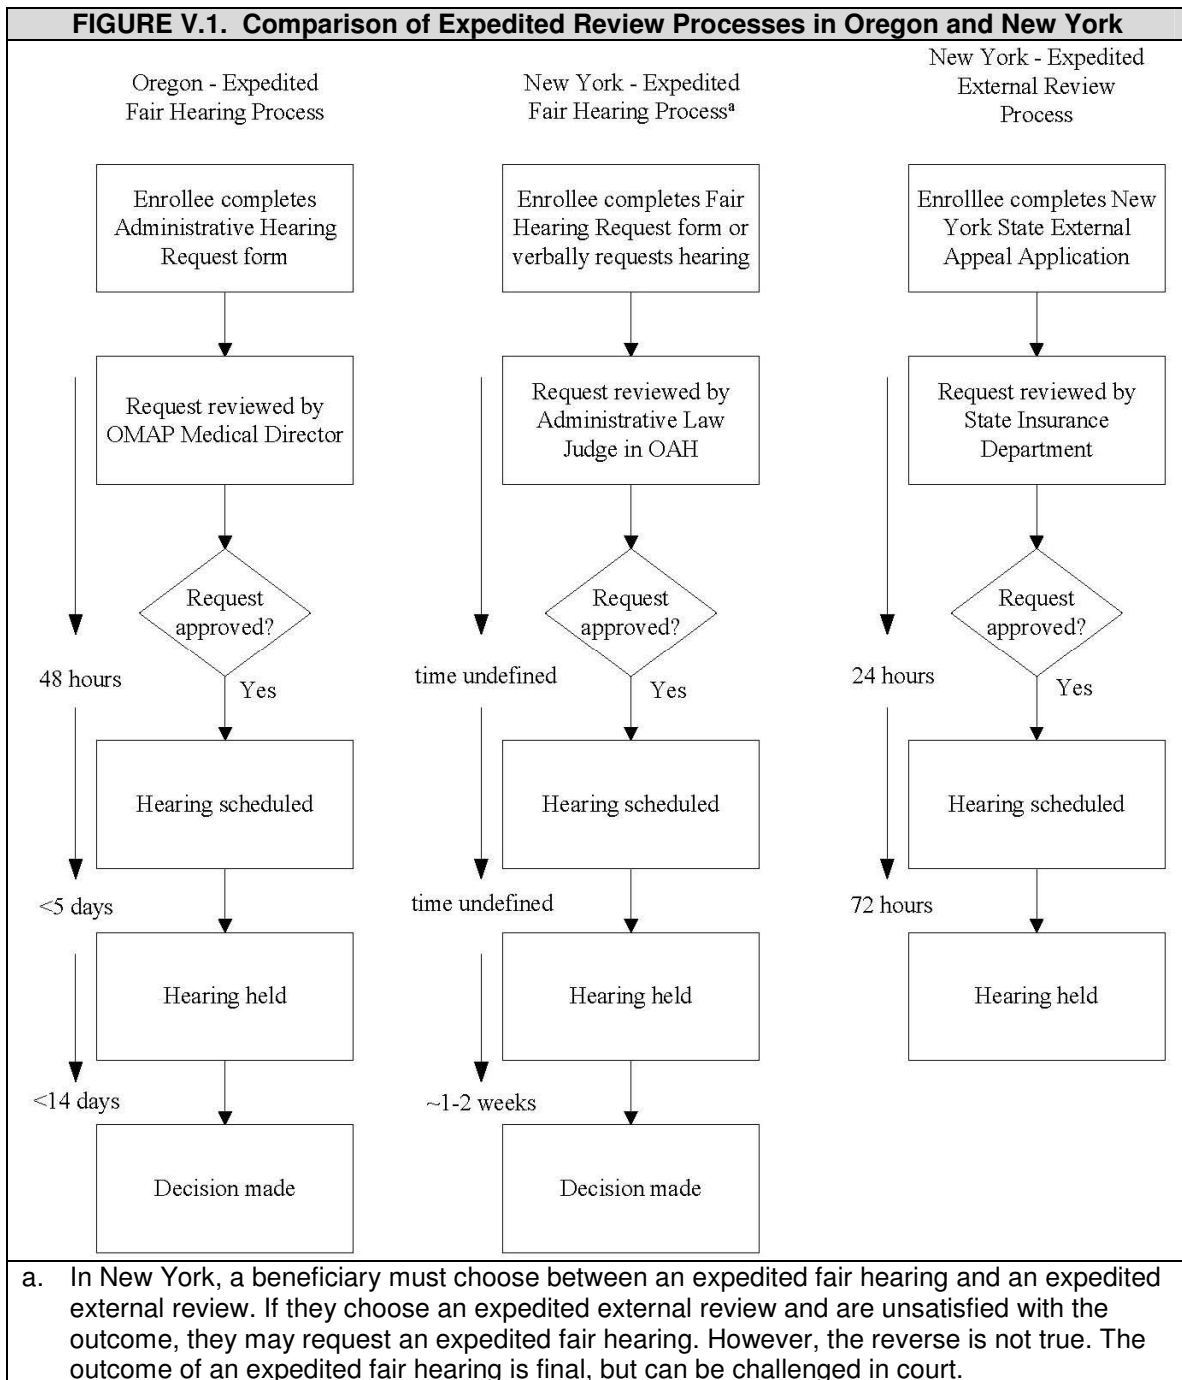 FIGURE V.1. Comparison of Expedited Review Processes in Oregon and New York
Oregon - Expedited
Fair Hearing Process
New York - Expedited
Fair Hearing Processᵃ
New York - Expedited
External Review
Process
Enrollee completes
Administrative Hearing
Request form
Enrollee completes Fair
Hearing Request form or
verbally requests hearing
Enrolllee completes New
York State External
Appeal Application
Request reviewed by
OMAP Medical Director
Request reviewed by
Administrative Law
Judge in OAH
Request reviewed by
State Insurance
Department
Request
approved?
Request
approved?
Request
approved?
48 hours
Yes
time undefined
Yes
24 hours
Yes
Hearing scheduled
Hearing scheduled
Hearing scheduled
<5 days
time undefined
72 hours
Hearing held
Hearing held
Hearing held
<14 days
~1-2 weeks
Decision made
Decision made
a. In New York, a beneficiary must choose between an expedited fair hearing and an expedited
external review. If they choose an expedited external review and are unsatisfied with the
outcome, they may request an expedited fair hearing. However, the reverse is not true. The
outcome of an expedited fair hearing is final, but can be challenged in court.